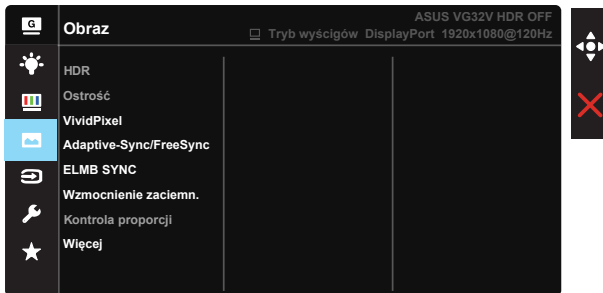 G
Obraz
ASUS VG32V HDR OFF
Tryb wyścigów DisplayPort 1920x1080@120Hz
HDR
Ostrość
VividPixel
Adaptive-Sync/FreeSync
ELMB SYNC
Wzmocnienie zaciemn.
Kontrola proporcji
Więcej